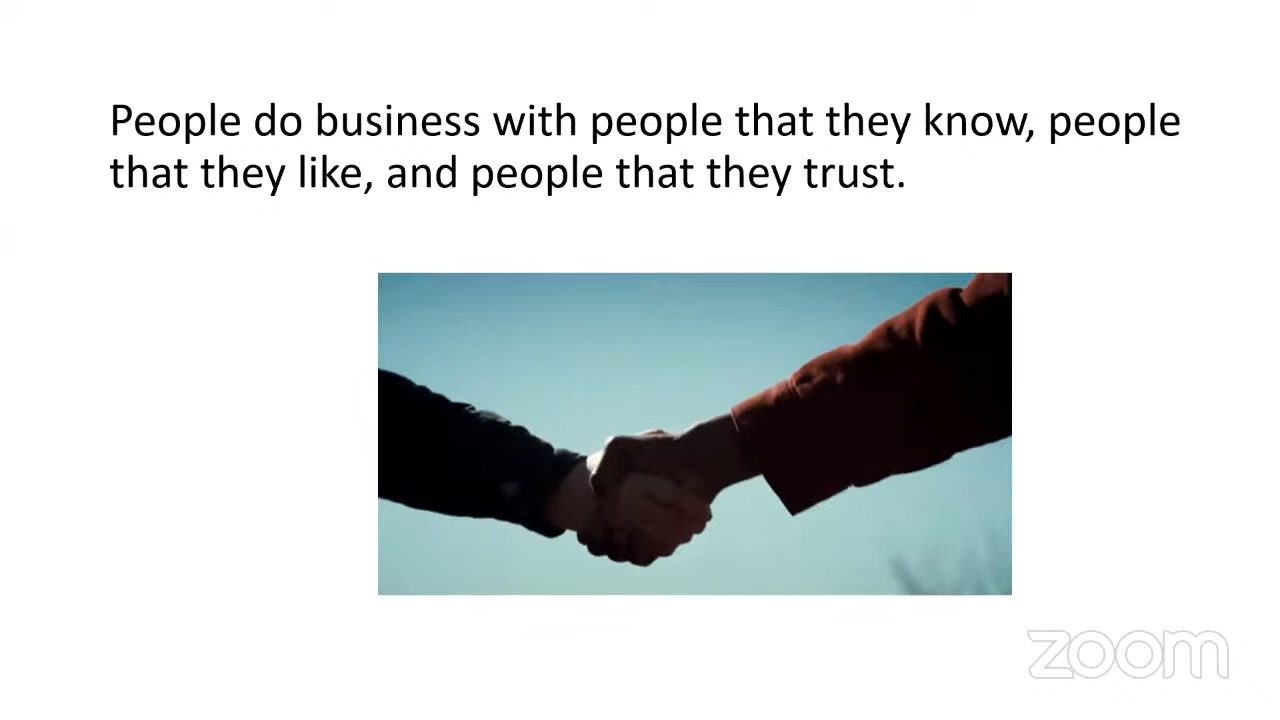 People do business with people that they know, people
that they like, and people that they trust.
zoom